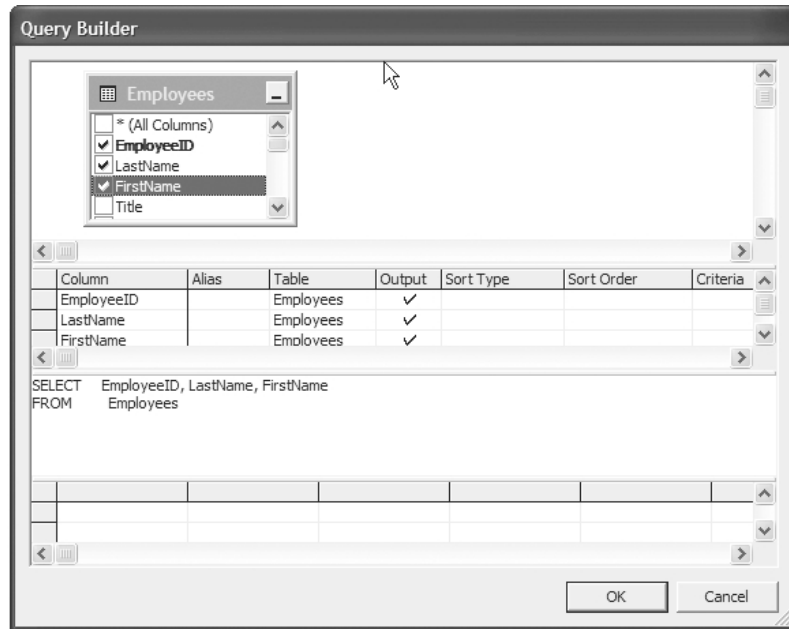 Query Builder
Employees
* (All Columns)
EmployeeID
LastName
FirstName
Title
Column Alias Table Output Sort Type Sort Order Criteria
EmployeeID Employees
LastName Employees
FirstName Employees
SELECT EmployeeID, LastName, FirstName
FROM Employees
OK Cancel